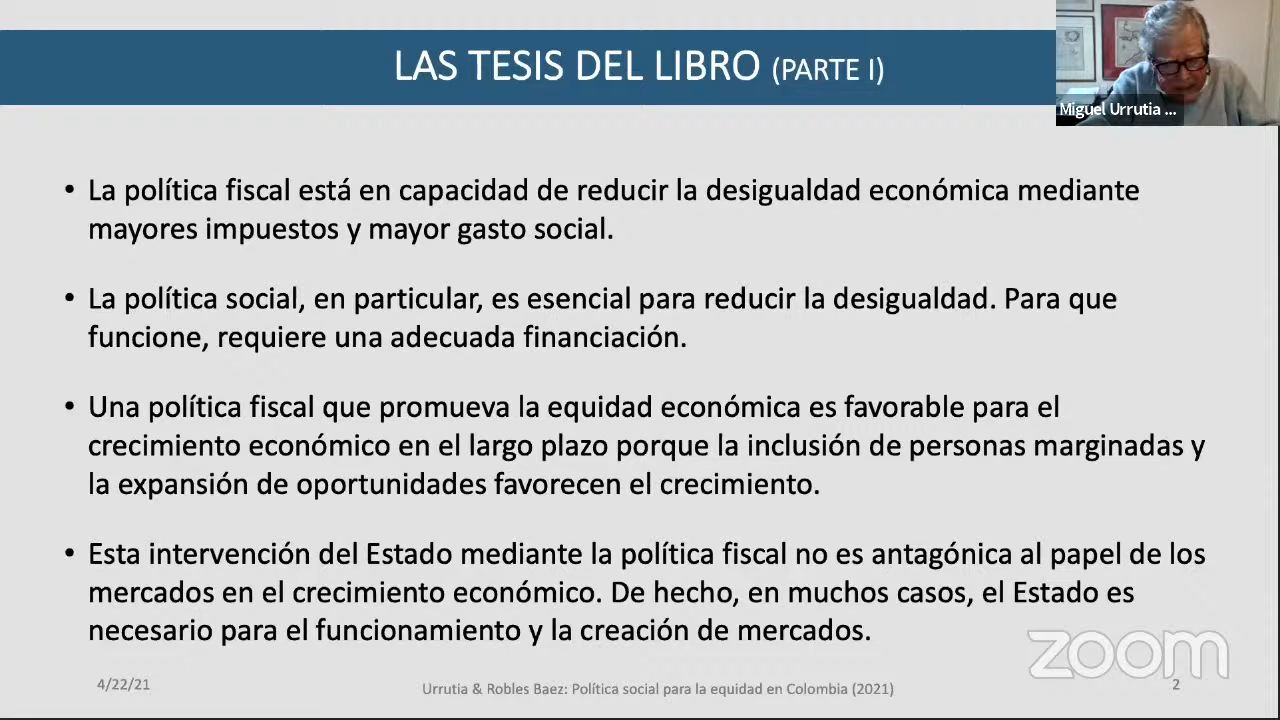 LAS TESIS DEL LIBRO (PARTE I)
Miguel Urrutia ...
• La política fiscal está en capacidad de reducir la desigualdad económica mediante
mayores impuestos y mayor gasto social.
• La política social, en particular, es esencial para reducir la desigualdad. Para que
funcione, requiere una adecuada financiación.
• Una política fiscal que promueva la equidad económica es favorable para el
crecimiento económico en el largo plazo porque la inclusión de personas marginadas y
la expansión de oportunidades favorecen el crecimiento.
• Esta intervención del Estado mediante la política fiscal no es antagónica al papel de los
mercados en el crecimiento económico. De hecho, en muchos casos, el Estado es
necesario para el funcionamiento y la creación de mercados.
zoom
4/22/21
Urrutia & Robles Baez: Política social para la equidad en Colombia (2021)
2